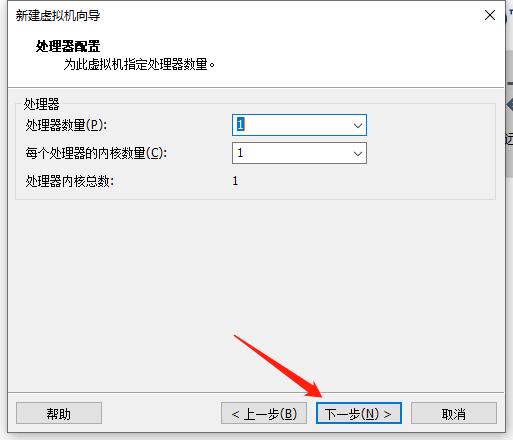 新建虚拟机向导
处理器配置
为此虚拟机指定处理器数量。
处理器
处理器数量(P): 1
每个处理器的内核数量(C): 1
处理器内核总数: 1
帮助 < 上一步(B) 下一步(N) > 取消
远